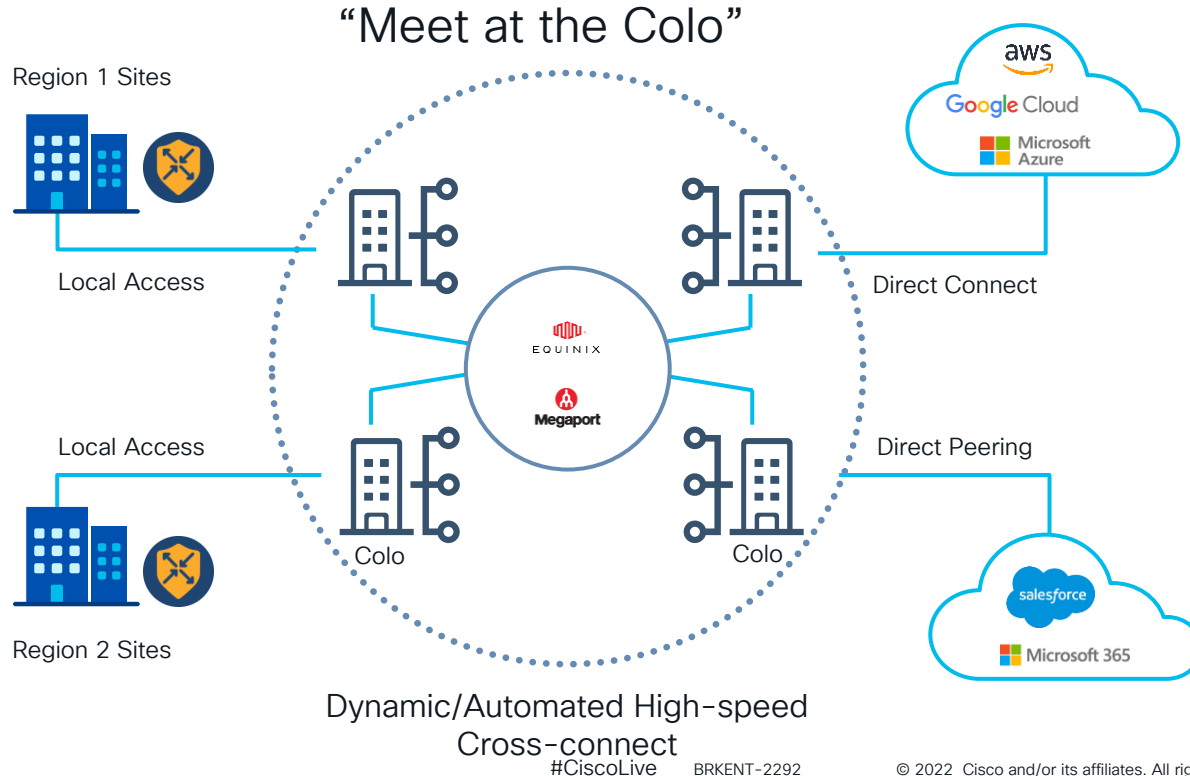 “Meet at the Colo”
Region 1 Sites
aws
Google Cloud
Microsoft
Azure
Local Access
Direct Connect
EQUINIX
Megaport
Local Access
Direct Peering
Colo
Colo
salesforce
Region 2 Sites
Microsoft 365
Dynamic/Automated High-speed
Cross-connect
#CiscoLive BRKENT-2292 © 2022 Cisco and/or its affiliates. All